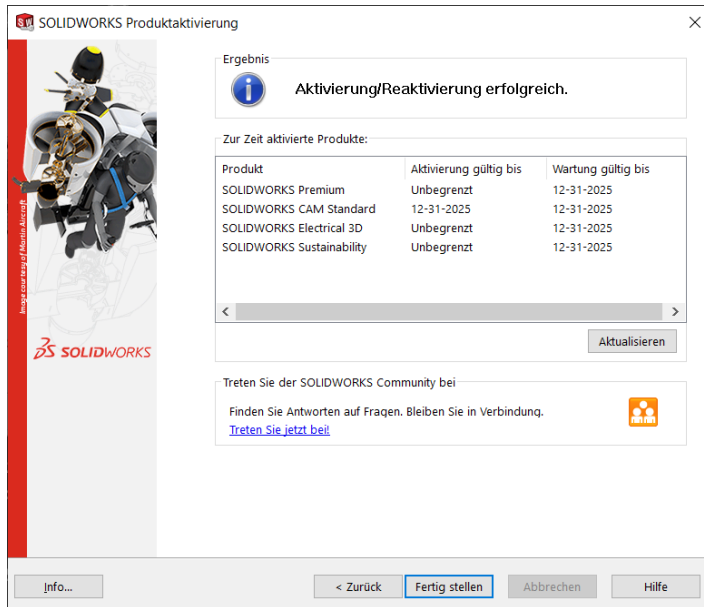 SOLIDWORKS Produktaktivierung
Ergebnis
Aktivierung/Reaktivierung erfolgreich.
Zur Zeit aktivierte Produkte:
Produkt Aktivierung gültig bis Wartung gültig bis
SOLIDWORKS Premium Unbegrenzt 12-31-2025
SOLIDWORKS CAM Standard 12-31-2025 12-31-2025
SOLIDWORKS Electrical 3D Unbegrenzt 12-31-2025
SOLIDWORKS Sustainability Unbegrenzt 12-31-2025
Aktualisieren
Image courtesy of Martin Aircraft
SOLIDWORKS
Treten Sie der SOLIDWORKS Community bei
Finden Sie Antworten auf Fragen. Bleiben Sie in Verbindung.
Treten Sie jetzt bei!
Info... < Zurück Fertig stellen Abbrechen Hilfe